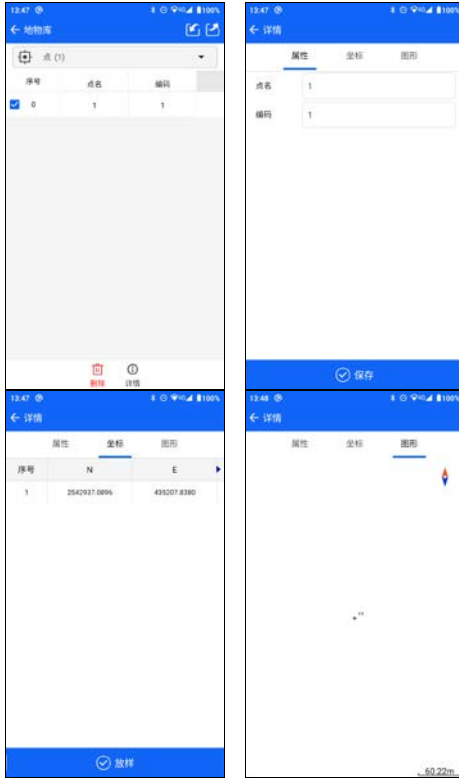 13:47 100%
地物库
点 (1)
序号 点名 编码
0 1 1
删除 详情
13:47 100%
详情
属性 坐标 图形
点名 1
编码 1
保存
13:47 100%
详情
属性 坐标 图形
序号 N E
1 2542937.0896 435207.8380
放样
13:48 100%
详情
属性 坐标 图形
60.22m